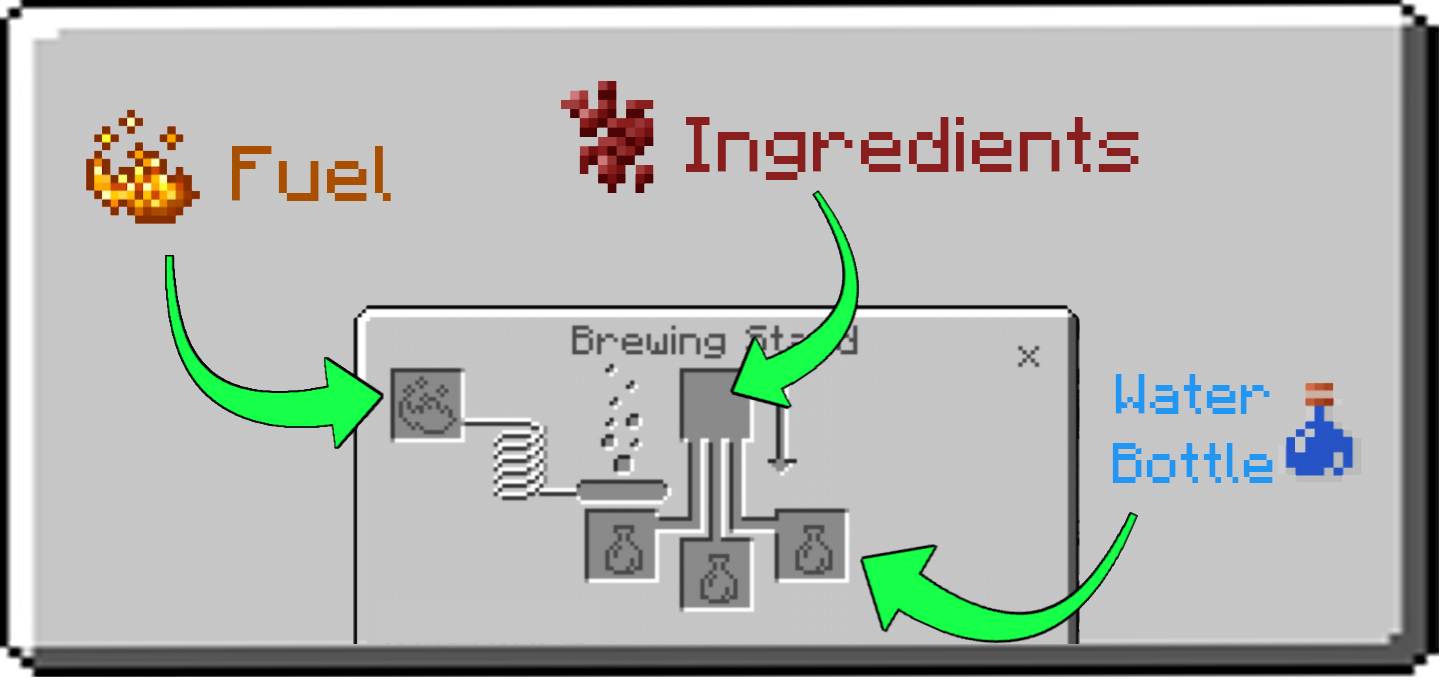 Fuel
Ingredients
Brewing Stand
Water
Bottle